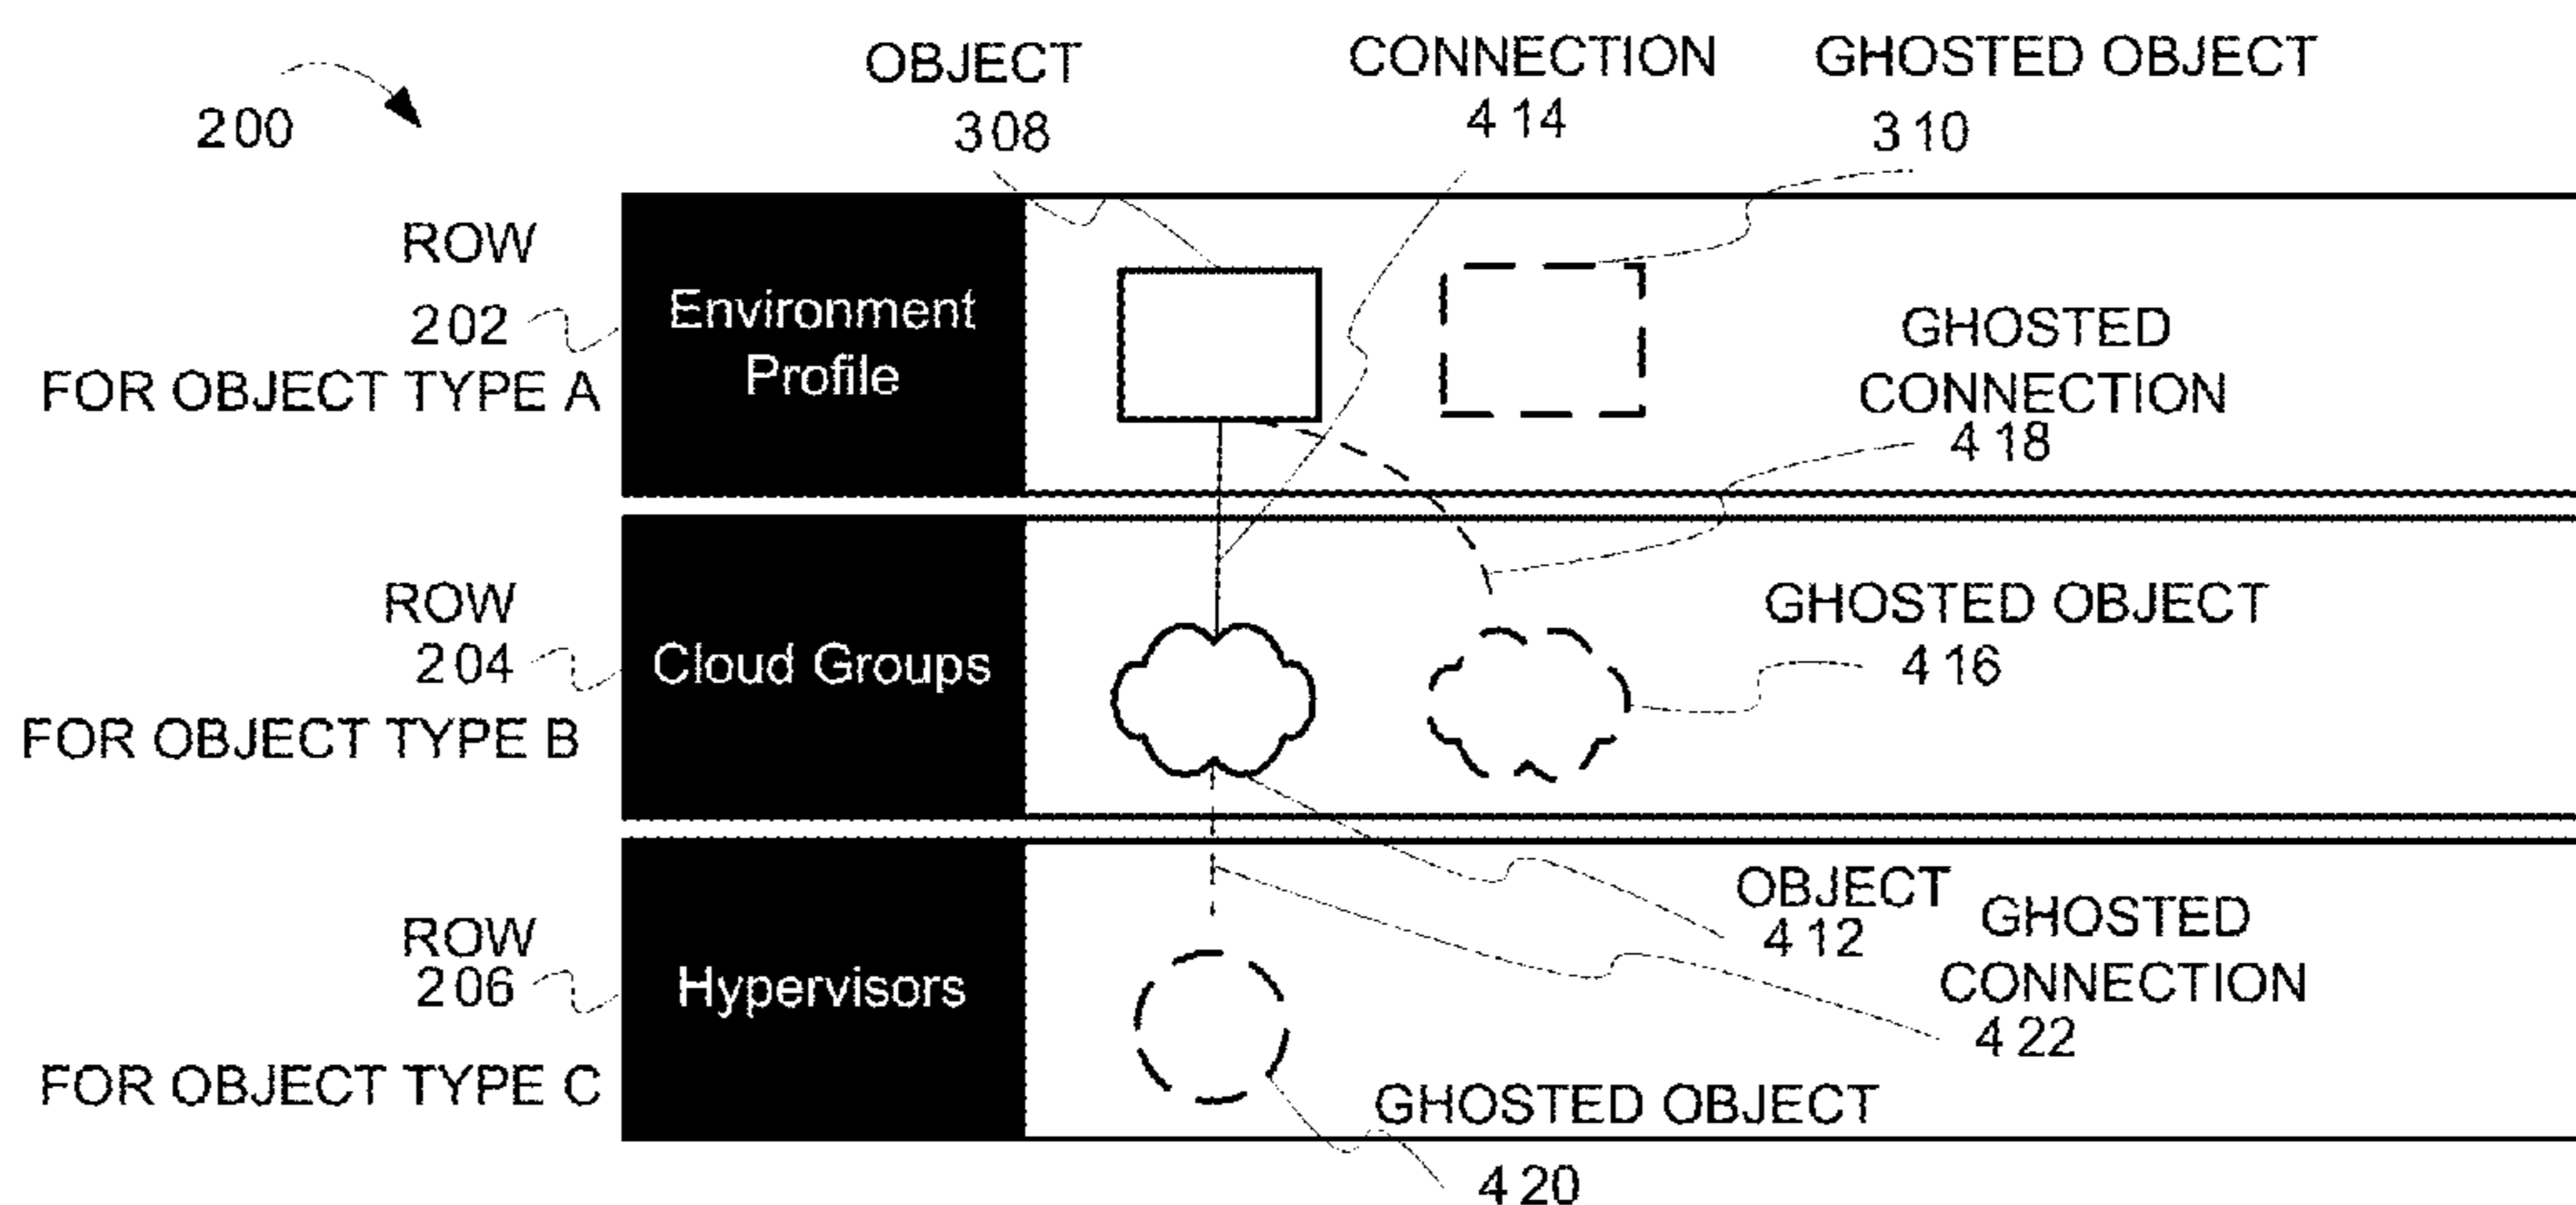 OBJECT
308
CONNECTION
414
GHOSTED OBJECT
310
200
ROW
202
FOR OBJECT TYPE A
Environment
Profile
GHOSTED
CONNECTION
418
ROW
204
FOR OBJECT TYPE B
Cloud Groups
GHOSTED OBJECT
416
ROW
206
FOR OBJECT TYPE C
Hypervisors
OBJECT
412
GHOSTED
CONNECTION
422
GHOSTED OBJECT
420